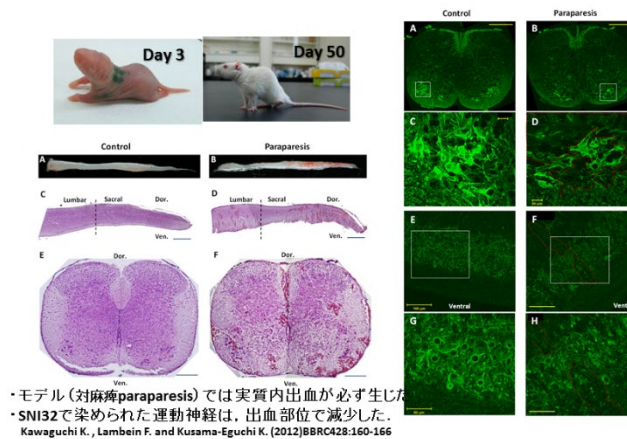 Day 3
Day 50
Control
Paraparesis
A
B
Lumbar
Sacral
Dor.
C
D
Lumbar
Sacral
Dor.
Ven.
Ven.
E
Dor.
F
Ven.
・モデル(対麻痺paraparesis)では実質内出血が必ず生じた
・SNI32で染められた運動神経は，出血部位で減少した．
Kawaguchi K. , Lambein F. and Kusama-Eguchi K. (2012)BBRC428:160-166
Control
Paraparesis
A
B
C
D
E
F
Ventral
Vent
G
H